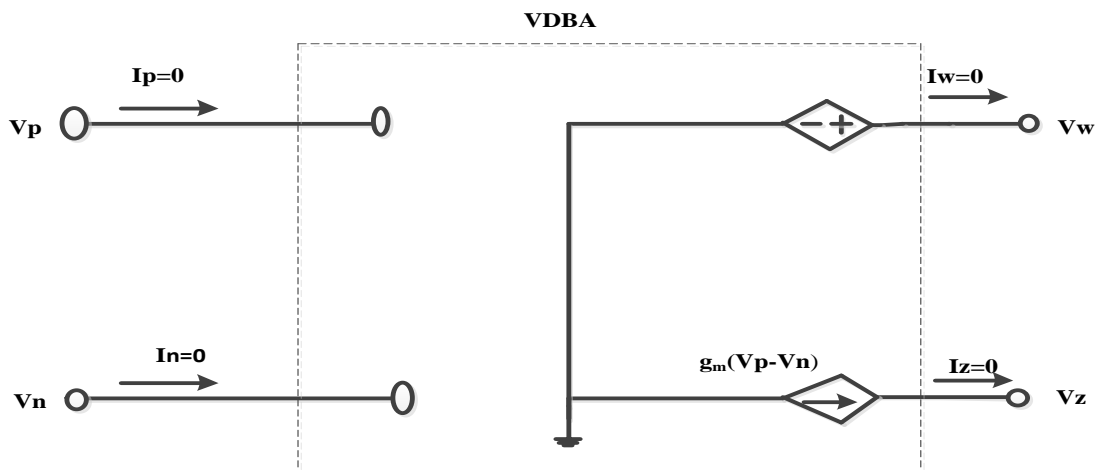 VDBA
Ip=0
Iw=0
Vp
− +
Vw
In=0
gm(Vp-Vn)
Iz=0
Vn
Vz